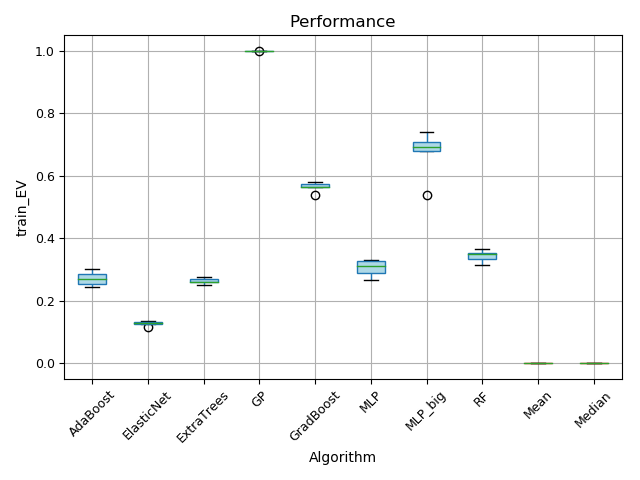 Performance
train_EV
1.0
0.8
0.6
0.4
0.2
0.0
AdaBoost
ElasticNet
ExtraTrees
GP
GradBoost
MLP
MLP_big
RF
Mean
Median
Algorithm